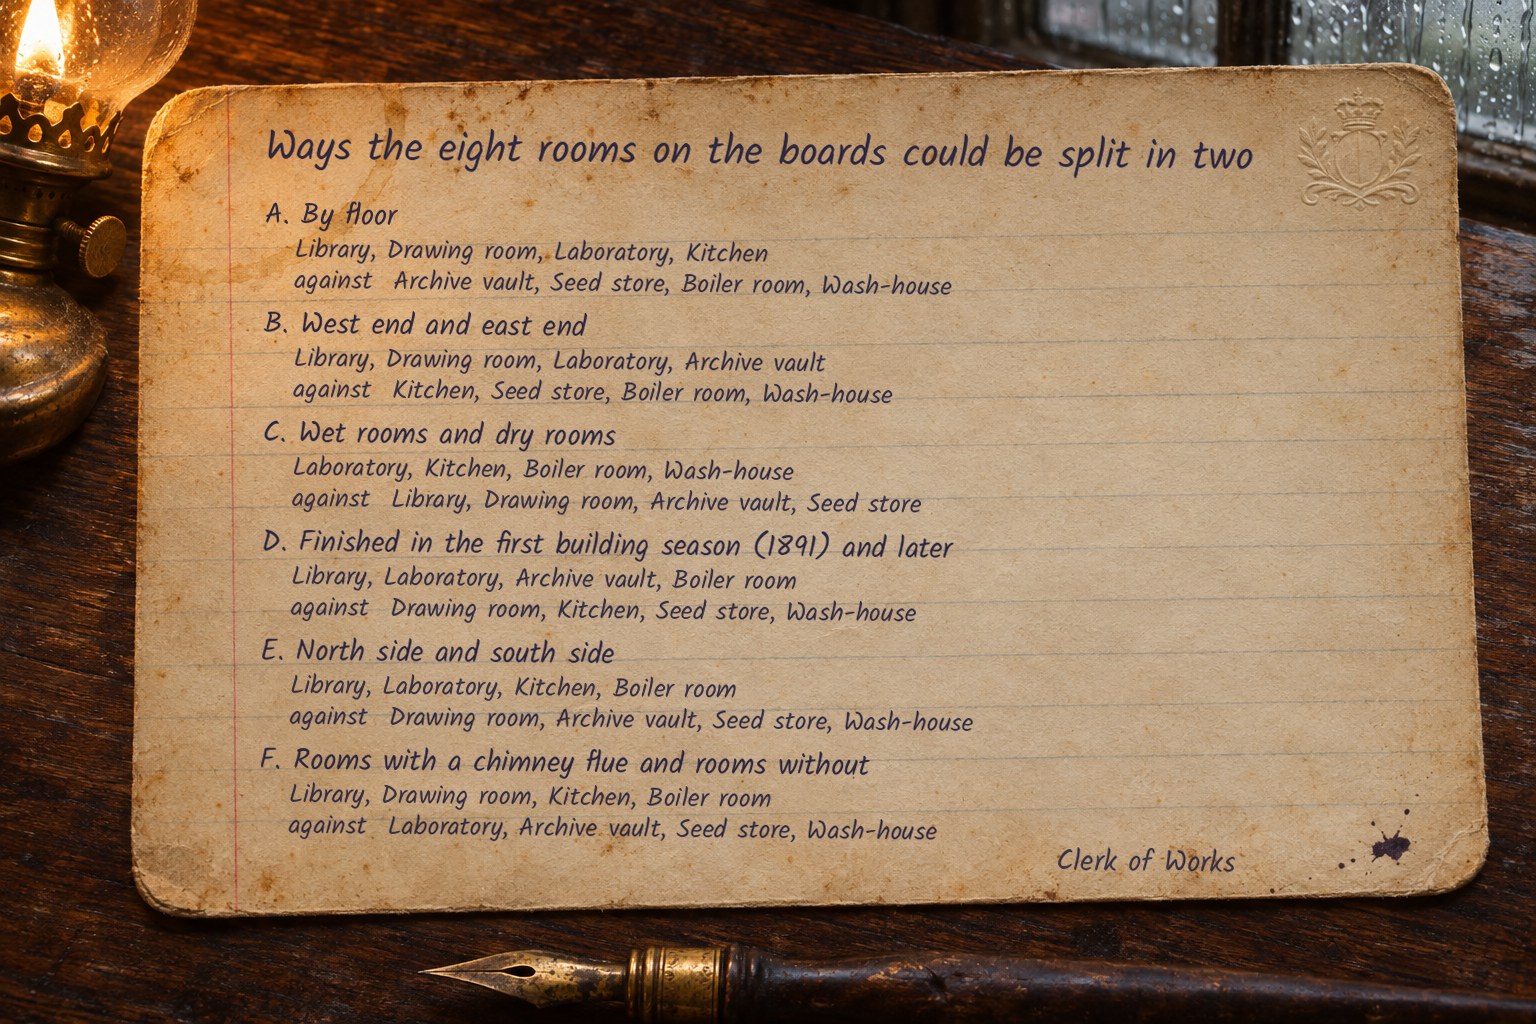 Ways the eight rooms on the boards could be split in two
A. By floor
Library, Drawing room, Laboratory, Kitchen
against Archive vault, Seed store, Boiler room, Wash-house
B. West end and east end
Library, Drawing room, Laboratory, Archive vault
against Kitchen, Seed store, Boiler room, Wash-house
C. Wet rooms and dry rooms
Laboratory, Kitchen, Boiler room, Wash-house
against Library, Drawing room, Archive vault, Seed store
D. Finished in the first building season (1891) and later
Library, Laboratory, Archive vault, Boiler room
against Drawing room, Kitchen, Seed store, Wash-house
E. North side and south side
Library, Laboratory, Kitchen, Boiler room
against Drawing room, Archive vault, Seed store, Wash-house
F. Rooms with a chimney flue and rooms without
Library, Drawing room, Kitchen, Boiler room
against Laboratory, Archive vault, Seed store, Wash-house
Clerk of Works